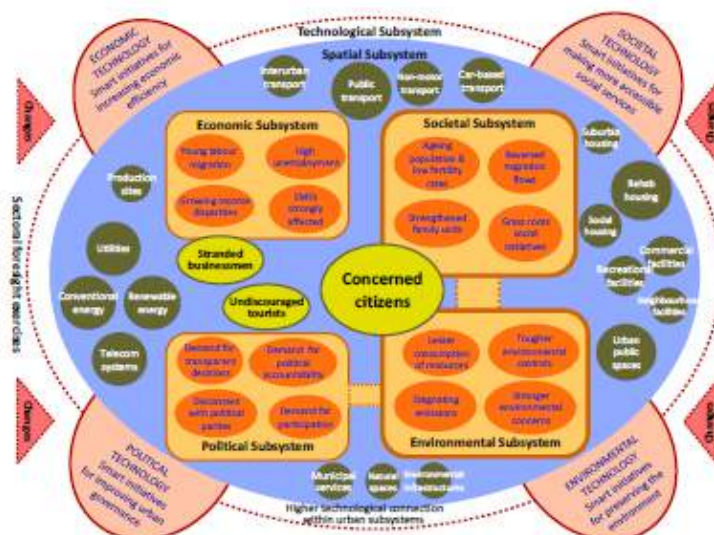 Technological Subsystem
Spatial Subsystem
ECONOMIC
TECHNOLOGY
Smart initiatives for
increasing economic
efficiency
SOCIETAL
TECHNOLOGY
Smart initiatives for
making more accessible
social services
Interurban
transport
Public
transport
Non-motor
transport
Car-based
transport
Changes
Economic Subsystem
Young labour
migration
High
Growing income
disparities
SMEs
strongly
affected
Societal Subsystem
Ageing
population &
low fertility
rates
Reversed
migration
flows
Strengthened
family units
Grass roots
social
initiatives
Suburban
housing
Rehab
housing
Social
housing
Commercial
facilities
Recreational
facilities
Neighbourhood
facilities
Urban
public
spaces
Production
sites
Utilities
Conventional
energy
Renewable
energy
Telecom
systems
Sectoral foresight exercises
Stranded
businessmen
Undiscouraged
tourists
Concerned
citizens
Demand for
transparent
decisions
Demand for
political
accountability
Disconnect with
political
parties
Demand for
participation
Political Subsystem
Lesser
consumption
of resources
Tougher
environmental
controls
Stagnating
emissions
Stronger
environmental
concerns
Environmental Subsystem
Changes
POLITICAL
TECHNOLOGY
Smart initiatives
for improving urban
governance
ENVIRONMENTAL
TECHNOLOGY
Smart initiatives
for preserving the
environment
Municipal
services
Natural
spaces
Environmental
infrastructures
Higher technological connection
within urban subsystems